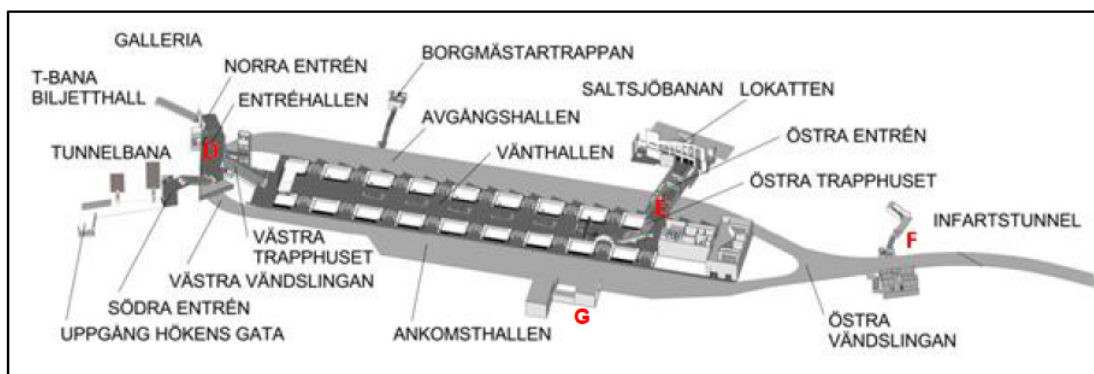 GALLERIA
NORRA ENTRÉN
BORGMÄSTARTRAPPAN
T-BANA
BILJETTHALL
ENTRÉHALLEN
SALTSJÖBANAN
LOKATTEN
AVGÅNGSHALLEN
ÖSTRA ENTRÉN
TUNNELBANA
D
VÄNTHALLEN
ÖSTRA TRAPPHUSET
E
INFARTSTUNNEL
F
VÄSTRA
TRAPPHUSET
VÄSTRA VÄNDSLINGAN
SÖDRA ENTRÉN
G
UPPGÅNG HÖKENS GATA
ANKOMSTHALLEN
ÖSTRA
VÄNDSLINGAN